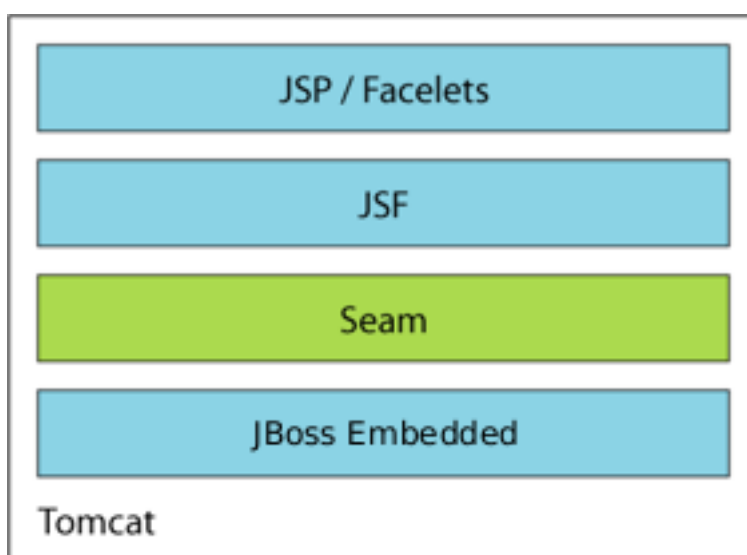 JSP / Facelets
JSF
Seam
JBoss Embedded
Tomcat